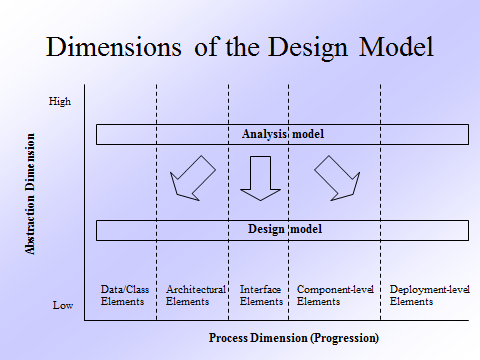 Dimensions of the Design Model
High
Analysis model
Abstraction Dimension
Design model
Data/Class
Elements
Architectural
Elements
Interface
Elements
Component-level
Elements
Deployment-level
Elements
Low
Process Dimension (Progression)